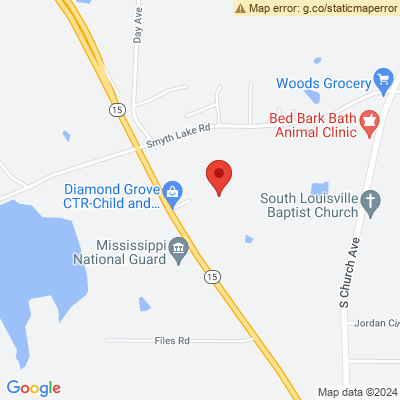 Map error: g.co/staticmaperror
Day Ave
Woods Grocery
15
Bed Bark Bath
Animal Clinic
Smyth Lake Rd
Diamond Grove
CTR-Child and...
South Louisville
Baptist Church
Mississippi
National Guard
S Church Ave
15
Jordan Cir
Files Rd
Google
Map data ©2024